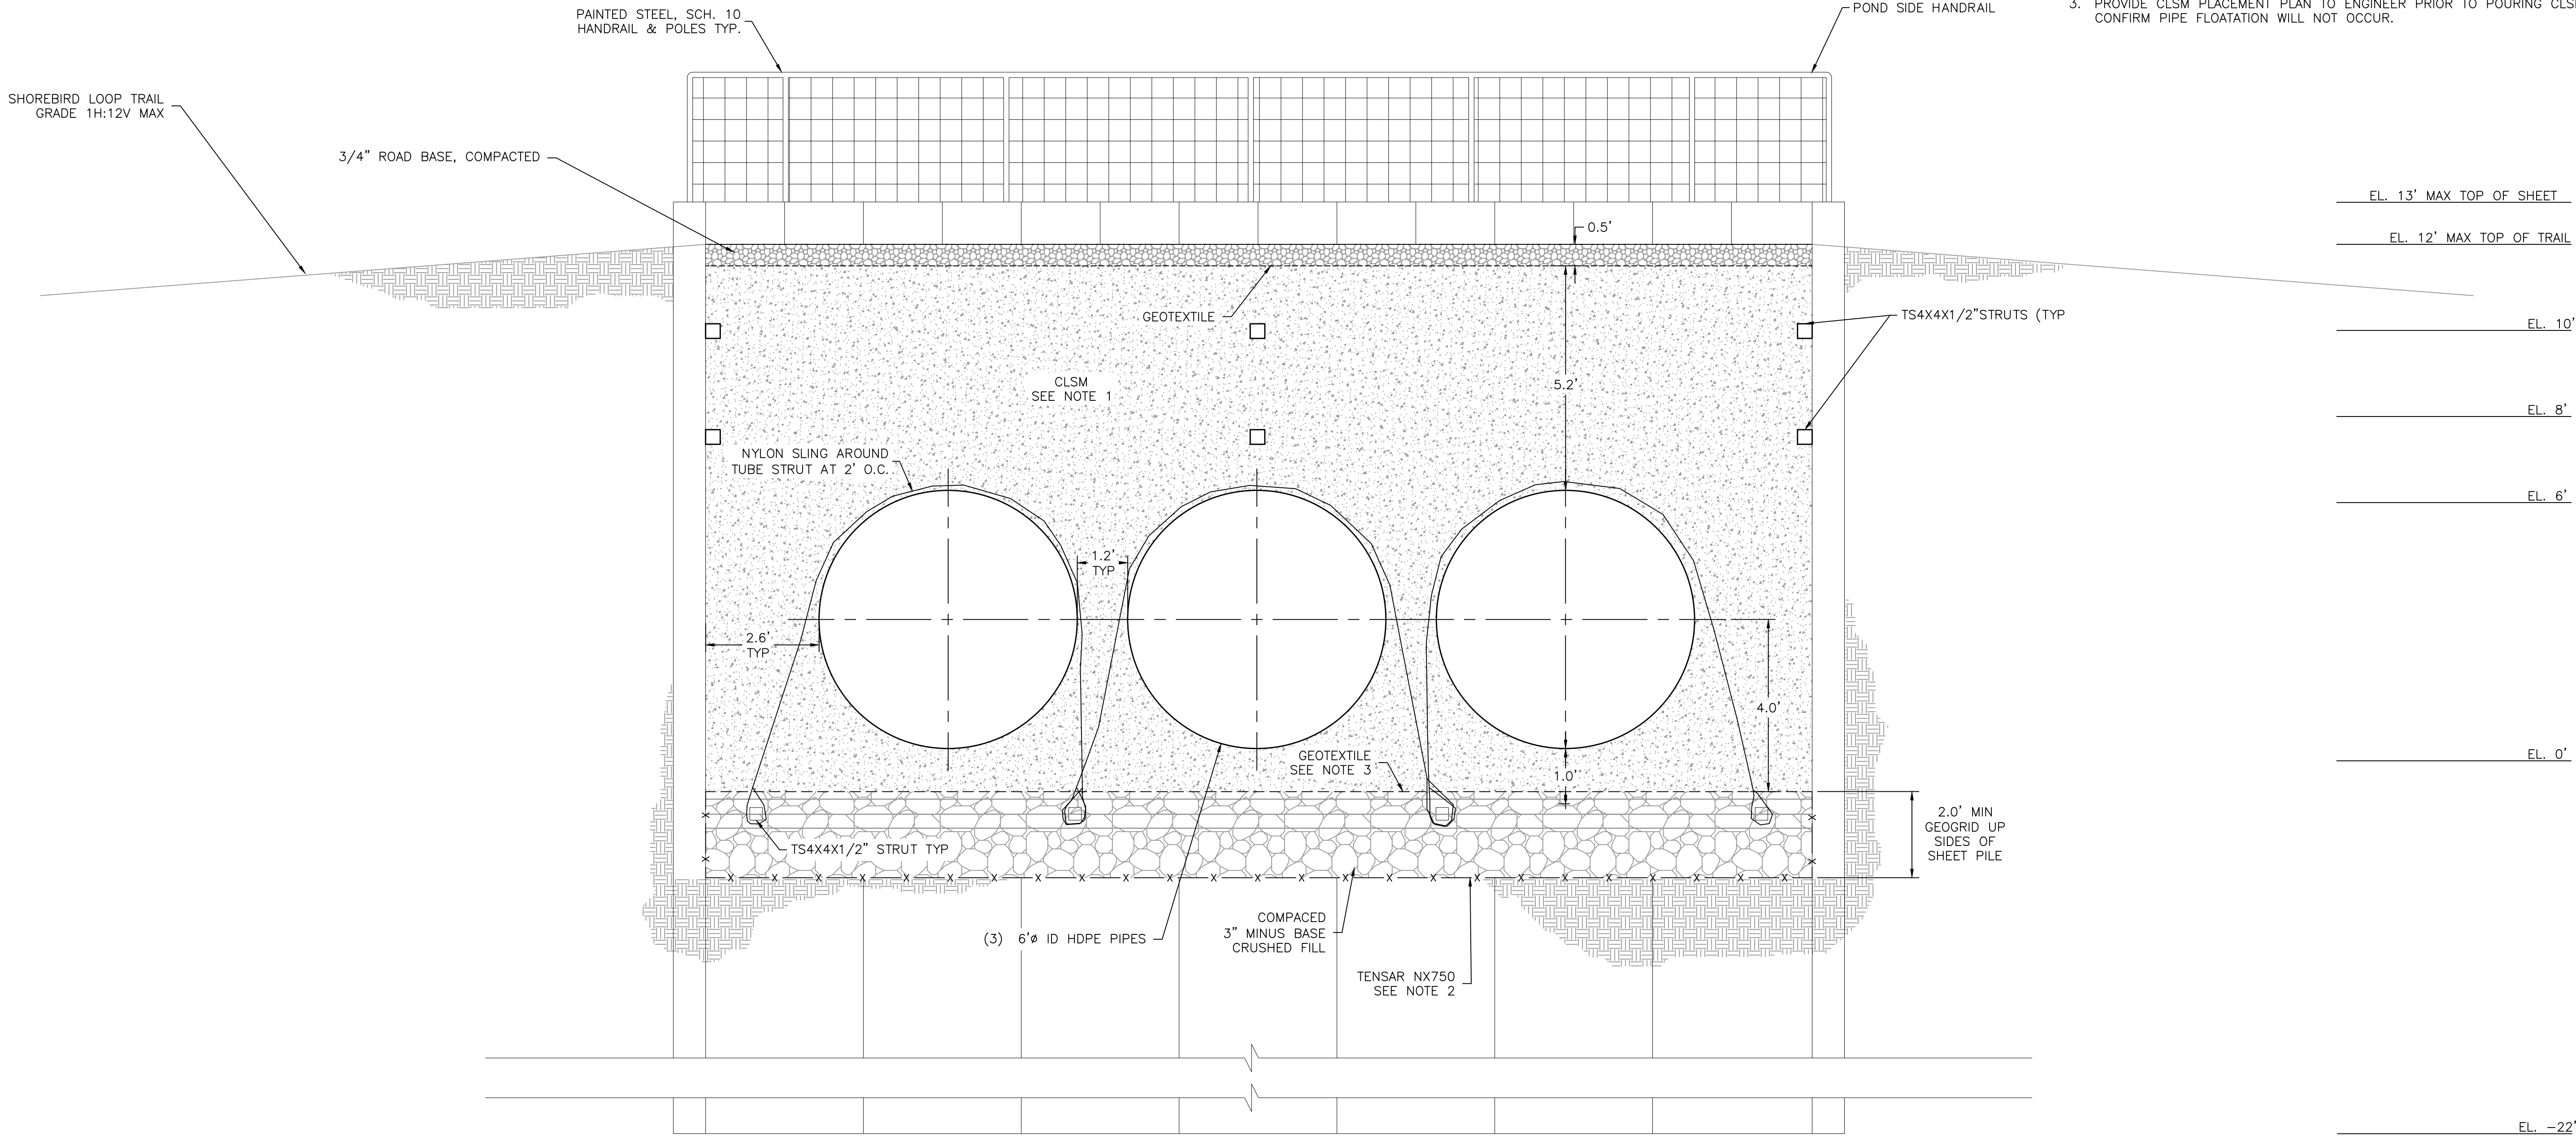 PAINTED STEEL, SCH. 10
HANDRAIL & POLES TYP.
POND SIDE HANDRAIL
3. PROVIDE CLSM PLACEMENT PLAN TO ENGINEER PRIOR TO POURING
CONFIRM PIPE FLOATATION WILL NOT OCCUR.
SHOREBIRD LOOP TRAIL
GRADE 1H:12V MAX
3/4" ROAD BASE, COMPACTED
EL. 13' MAX TOP OF SHEET
0.5'
EL. 12' MAX TOP OF TRAIL
GEOTEXTILE
TS4X4X1/2"STRUTS (TYP
EL. 10'
CLSM
SEE NOTE 1
5.2'
EL. 8'
NYLON SLING AROUND
TUBE STRUT AT 2' O.C.
EL. 6'
1.2'
TYP
2.6'
TYP
4.0'
GEOTEXTILE
SEE NOTE 3
1.0'
EL. 0'
2.0' MIN
GEOGRID UP
SIDES OF
SHEET PILE
TS4X4X1/2" STRUT TYP
X X X X X X X X X X X X X X X X X X X X X X X X X
(3) 6'ø ID HDPE PIPES
COMPACED
3" MINUS BASE
CRUSHED FILL
TENSAR NX750
SEE NOTE 2
EL. -22'